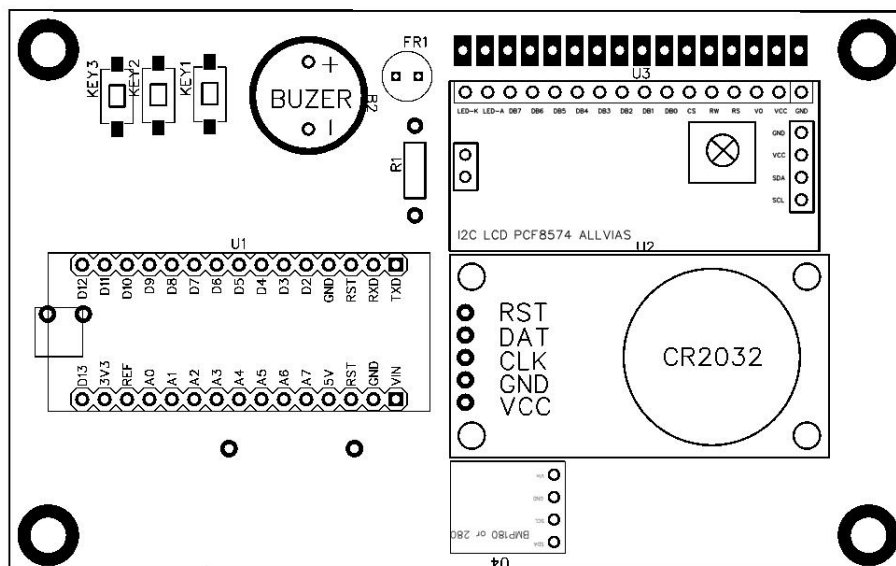 KEY3
KEY2
KEY1
BUZER
+
−
B2
FR1
R1
U3
LED-K LED-A DB7 DB6 DB5 DB4 DB3 DB2 DB1 DB0 CS RW RS VO VCC GND
GND
VCC
SDA
SCL
I2C LCD PCF8574 ALLVIAS
U2
U1
D12 D11 D10 D9 D8 D7 D6 D5 D4 D3 D2 GND RST RXD TXD
D13 3V3 REF A0 A1 A2 A3 A4 A5 A6 A7 5V RST GND VIN
RST
DAT
CLK
GND
VCC
CR2032
GND
SCL
SDA
BMP180 or 280
U4